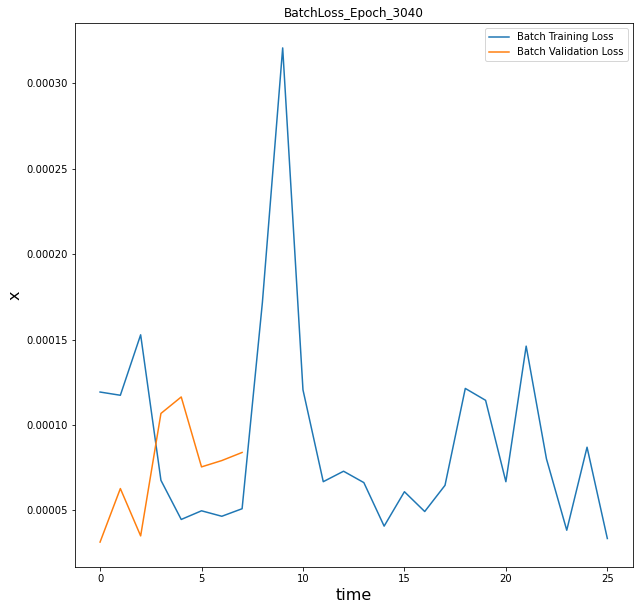 BatchLoss_Epoch_3040
Batch Training Loss
Batch Validation Loss
0.00030
0.00025
0.00020
0.00015
0.00010
0.00005
x
0 5 10 15 20 25
time